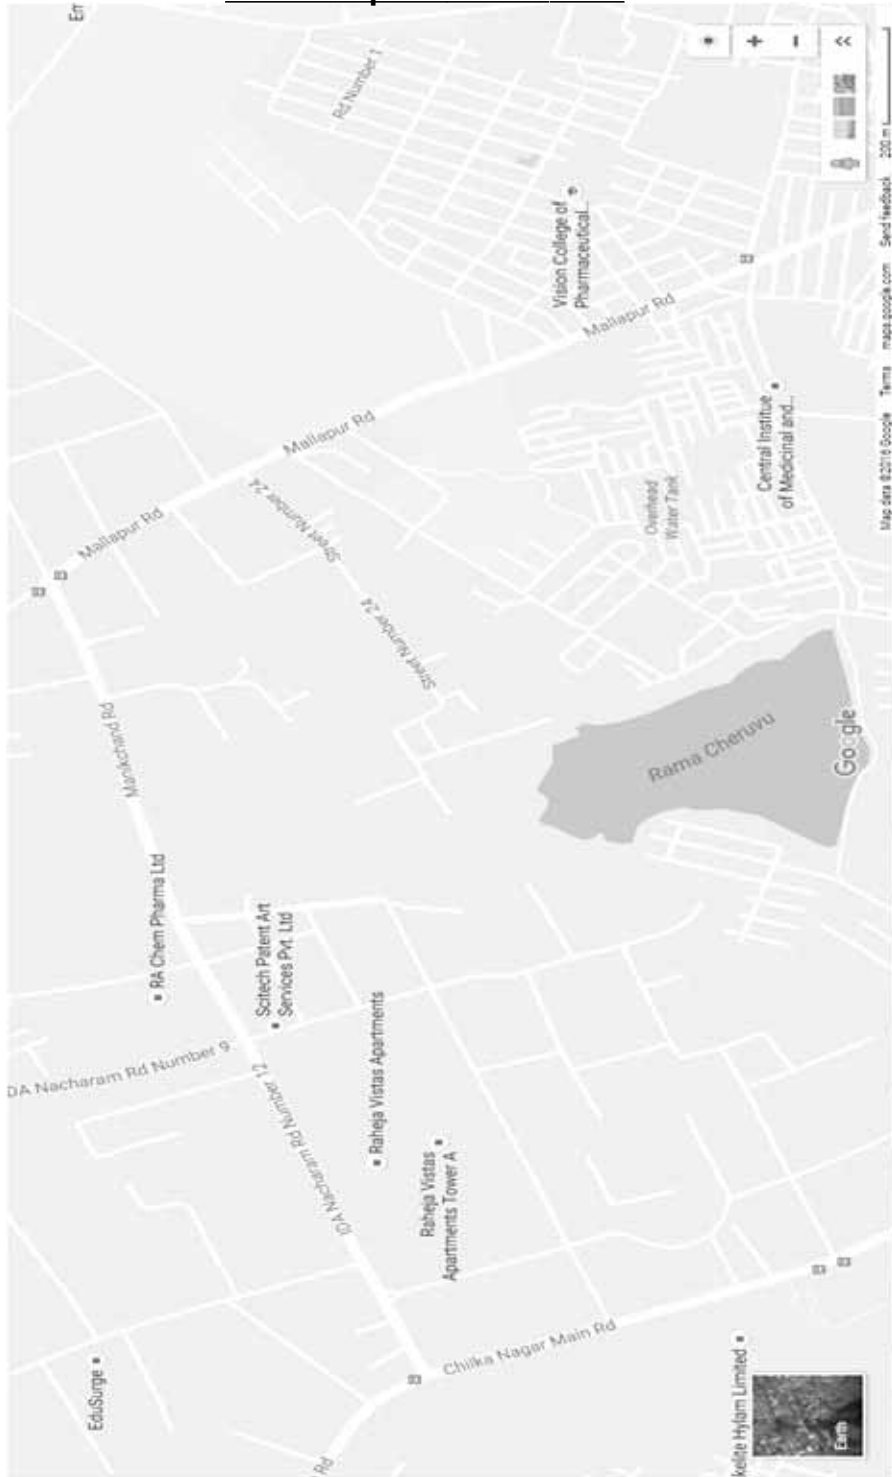 EduSurge
Rd
IDA Nacharam Rd Number 12
DA Nacharam Rd Number 9
RA Chem Pharma Ltd
Scitech Patent Art
Services Pvt. Ltd
Raheja Vistas Apartments
Raheja Vistas
Apartments Tower A
Chilka Nagar Main Rd
kelite Hylam Limited
Earth
Manikchand Rd
Mallapur Rd
Mallapur Rd
Street Number 24
Street Number 24
Em
Rd Number 1
Vision College of
Pharmaceutical...
Mallapur Rd
Overhead
Water Tank
Central Institue
of Medicinal and...
Rama Cheruvu
Google
Map data ©2016 Google Terms maps.google.com Send feedback 200 m